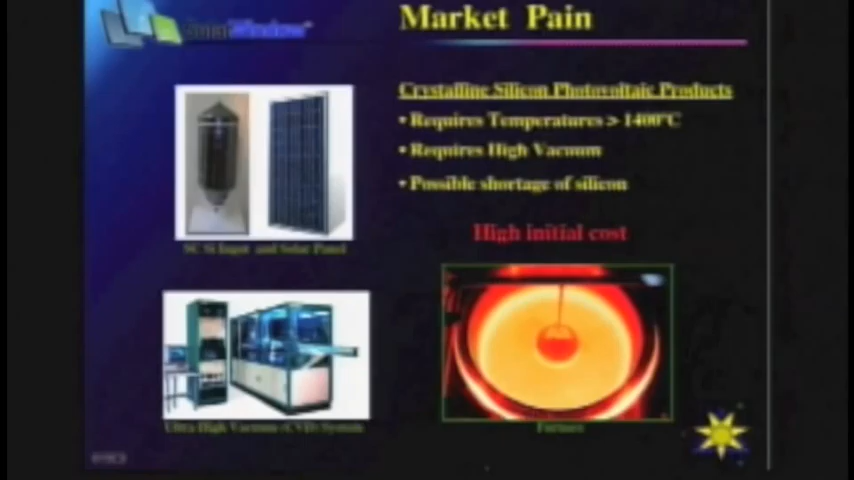 Market Pain
Crystalline Silicon Photovoltaic Products
• Requires Temperatures > 1400°C
• Requires High Vacuum
• Possible shortage of silicon
High initial cost
SC Si Ingot and Solar Panel
Ultra High Vacuum (CVD) System
Furnace